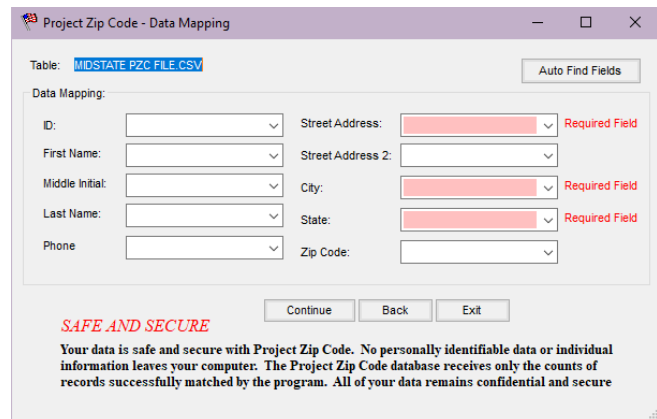 Project Zip Code - Data Mapping
Table: MIDSTATE PZC FILE.CSV
Auto Find Fields
Data Mapping:
ID:
Street Address:
Required Field
First Name:
Street Address 2:
Middle Initial:
City:
Required Field
Last Name:
State:
Required Field
Phone
Zip Code:
Continue
Back
Exit
SAFE AND SECURE
Your data is safe and secure with Project Zip Code. No personally identifiable data or individual
information leaves your computer. The Project Zip Code database receives only the counts of
records successfully matched by the program. All of your data remains confidential and secure